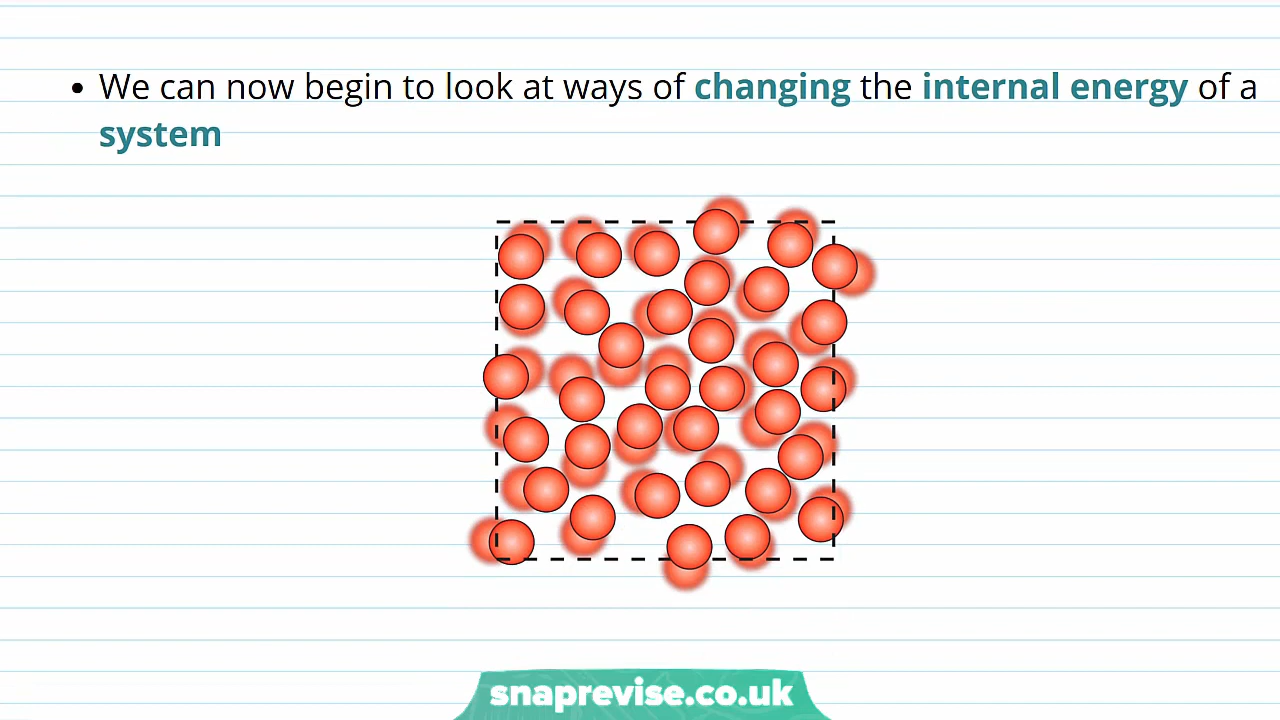 • We can now begin to look at ways of changing the internal energy of a
system
snaprevise.co.uk